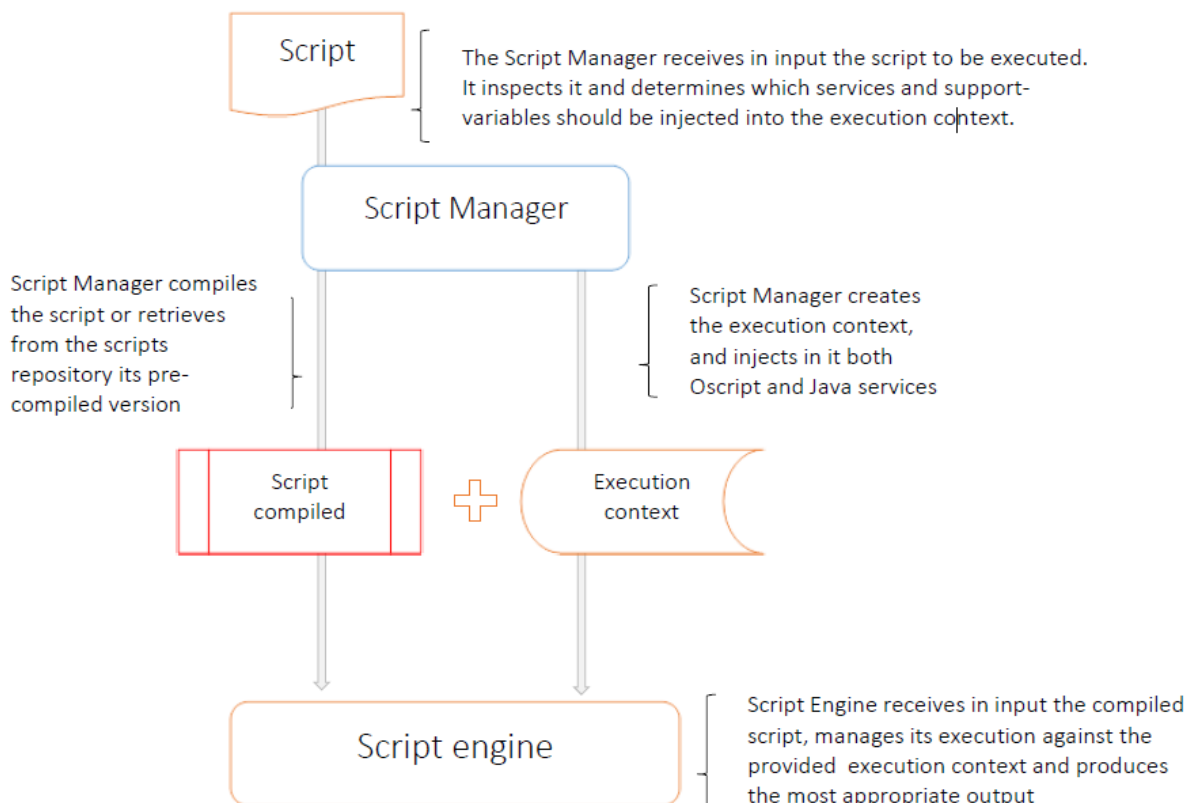 Script
The Script Manager receives in input the script to be executed.
It inspects it and determines which services and support-
variables should be injected into the execution context.
Script Manager
Script Manager compiles
the script or retrieves
from the scripts
repository its pre-
compiled version
Script Manager creates
the execution context,
and injects in it both
Oscript and Java services
Script
compiled
Execution
context
Script engine
Script Engine receives in input the compiled
script, manages its execution against the
provided execution context and produces
the most appropriate output